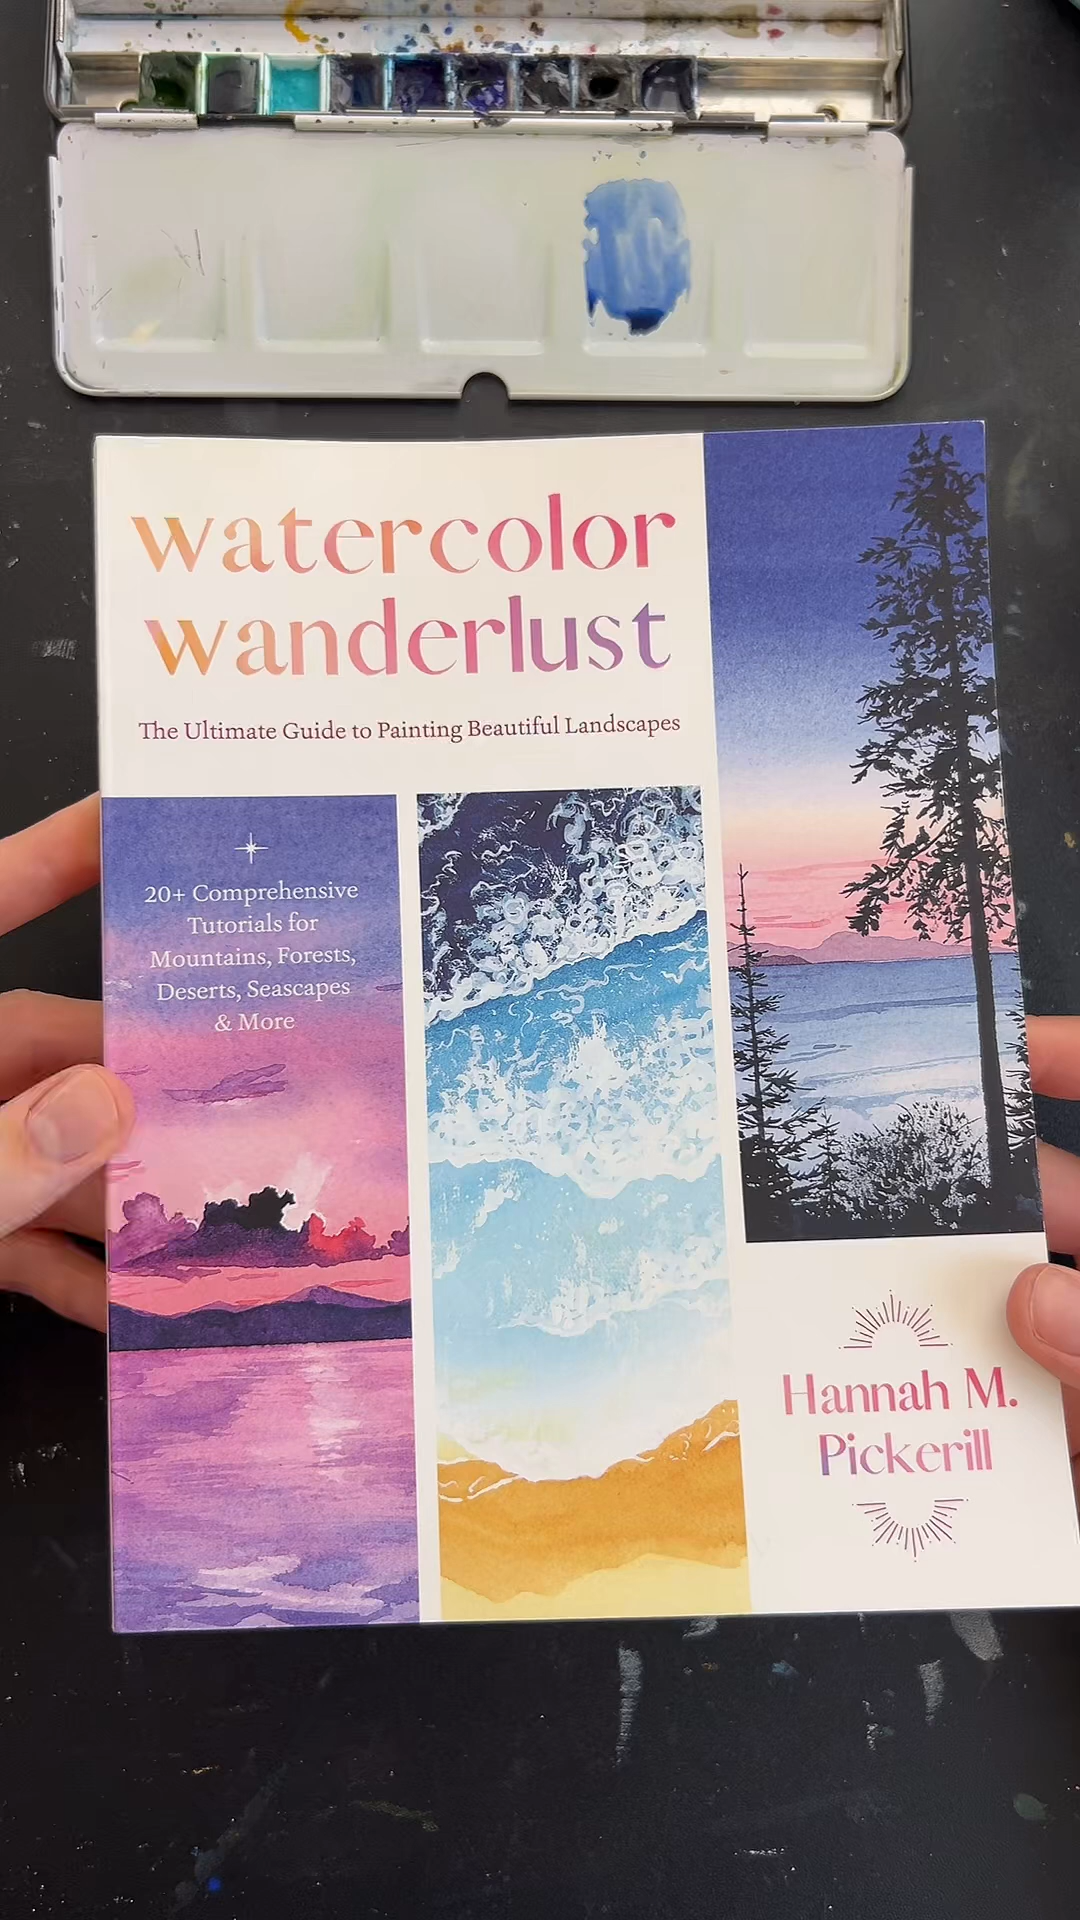 watercolor
wanderlust
The Ultimate Guide to Painting Beautiful Landscapes
20+ Comprehensive
Tutorials for
Mountains, Forests,
Deserts, Seascapes
& More
Hannah M.
Pickerill